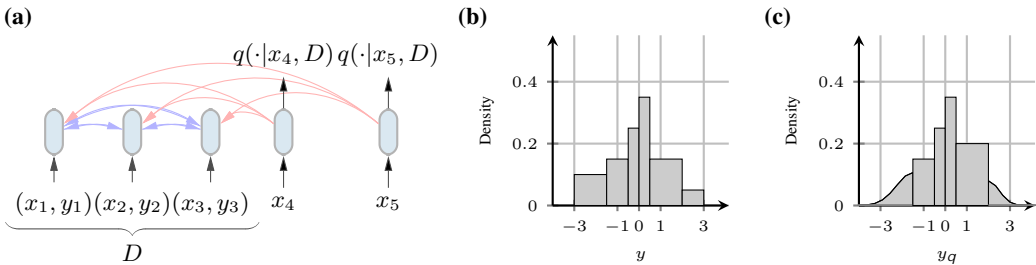 (a)
q(·|x₄, D) q(·|x₅, D)
(x₁, y₁)(x₂, y₂)(x₃, y₃) x₄ x₅
D
(b)
Density
0.4
0.2
0
−3 −1 0 1 3
y
(c)
Density
0.4
0.2
0
−3 −1 0 1 3
y_q